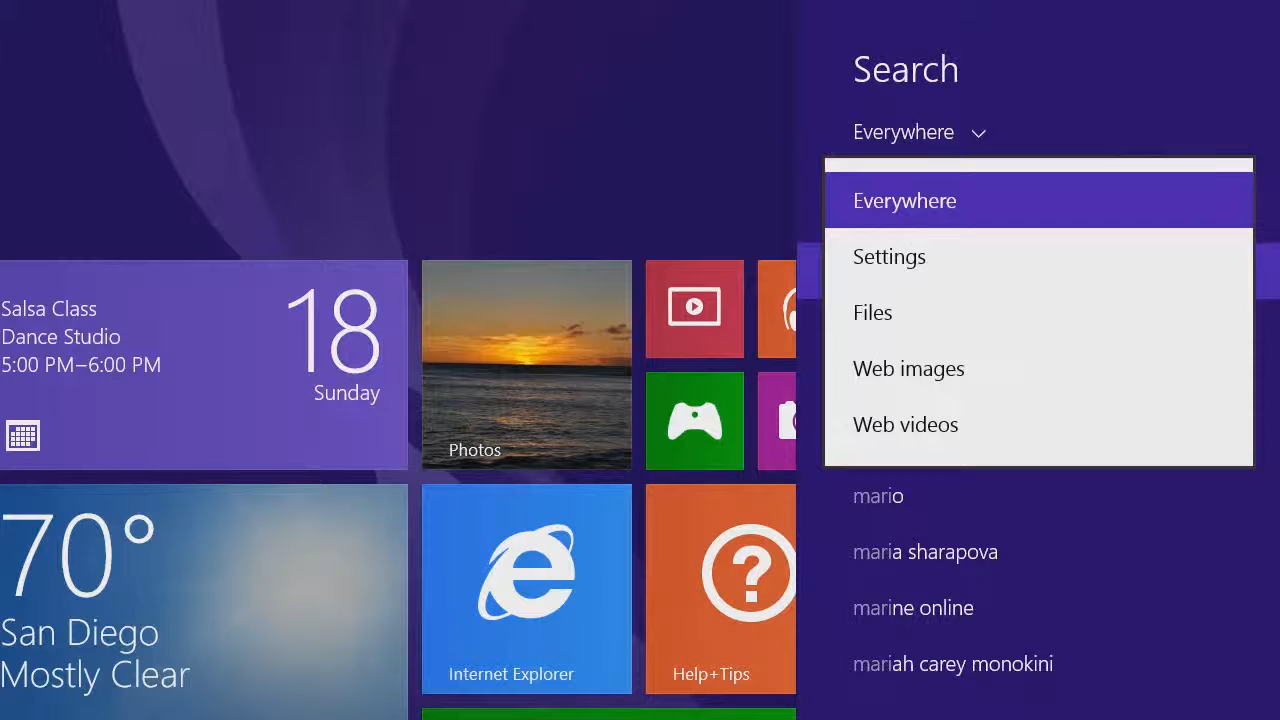 Search
Everywhere
Everywhere
Settings
Files
Web images
Web videos
mario
maria sharapova
marine online
mariah carey monokini
Salsa Class
Dance Studio
5:00 PM–6:00 PM
18
Sunday
Photos
70°
San Diego
Mostly Clear
Internet Explorer
Help+Tips